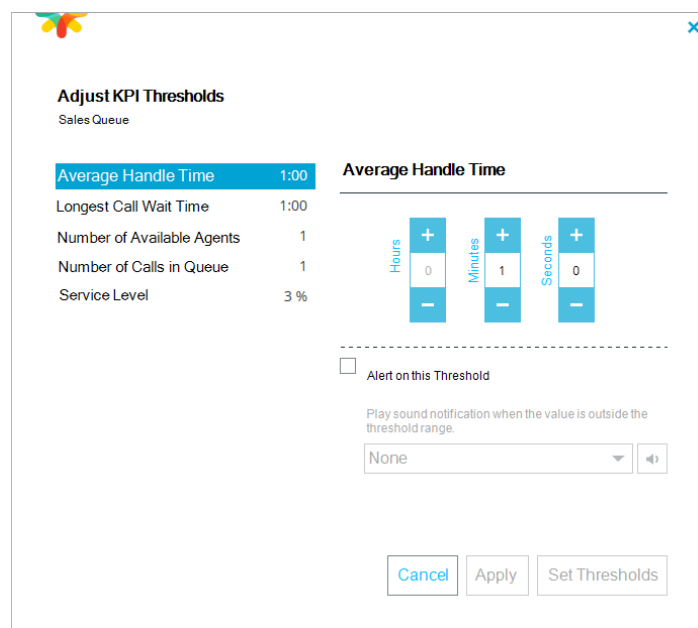 Adjust KPI Thresholds
Sales Queue
Average Handle Time 1:00
Longest Call Wait Time 1:00
Number of Available Agents 1
Number of Calls in Queue 1
Service Level 3 %
Average Handle Time
Hours
+
0
−
Minutes
+
1
−
Seconds
+
0
−
Alert on this Threshold
Play sound notification when the value is outside the
threshold range.
None
Cancel Apply Set Thresholds